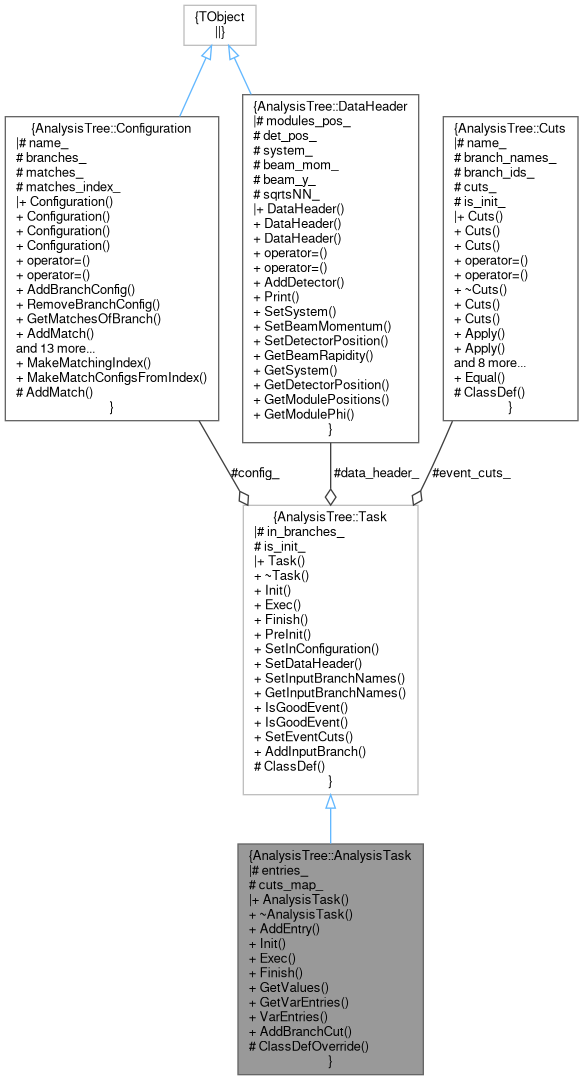 {TObject
||}
{AnalysisTree::Configuration
|# name_
# branches_
# matches_
# matches_index_
|+ Configuration()
+ Configuration()
+ Configuration()
+ Configuration()
+ operator=()
+ operator=()
+ AddBranchConfig()
+ RemoveBranchConfig()
+ GetMatchesOfBranch()
+ AddMatch()
and 13 more...
+ MakeMatchingIndex()
+ MakeMatchConfigsFromIndex()
# AddMatch()
}
{AnalysisTree::DataHeader
|# modules_pos_
# det_pos_
# system_
# beam_mom_
# beam_y_
# sqrtsNN_
|+ DataHeader()
+ DataHeader()
+ DataHeader()
+ operator=()
+ operator=()
+ AddDetector()
+ Print()
+ SetSystem()
+ SetBeamMomentum()
+ SetDetectorPosition()
+ GetBeamRapidity()
+ GetSystem()
+ GetDetectorPosition()
+ GetModulePositions()
+ GetModulePhi()
}
{AnalysisTree::Cuts
|# name_
# branch_names_
# branch_ids_
# cuts_
# is_init_
|+ Cuts()
+ Cuts()
+ Cuts()
+ operator=()
+ operator=()
+ ~Cuts()
+ Cuts()
+ Cuts()
+ Apply()
+ Apply()
and 8 more...
+ Equal()
# ClassDef()
}
#config_
#data_header_
#event_cuts_
{AnalysisTree::Task
|# in_branches_
# is_init_
|+ Task()
+ ~Task()
+ Init()
+ Exec()
+ Finish()
+ PreInit()
+ SetInConfiguration()
+ SetDataHeader()
+ SetInputBranchNames()
+ GetInputBranchNames()
+ IsGoodEvent()
+ IsGoodEvent()
+ SetEventCuts()
+ AddInputBranch()
# ClassDef()
}
{AnalysisTree::AnalysisTask
|# entries_
# cuts_map_
|+ AnalysisTask()
+ ~AnalysisTask()
+ AddEntry()
+ Init()
+ Exec()
+ Finish()
+ GetValues()
+ GetVarEntries()
+ VarEntries()
+ AddBranchCut()
# ClassDefOverride()
}